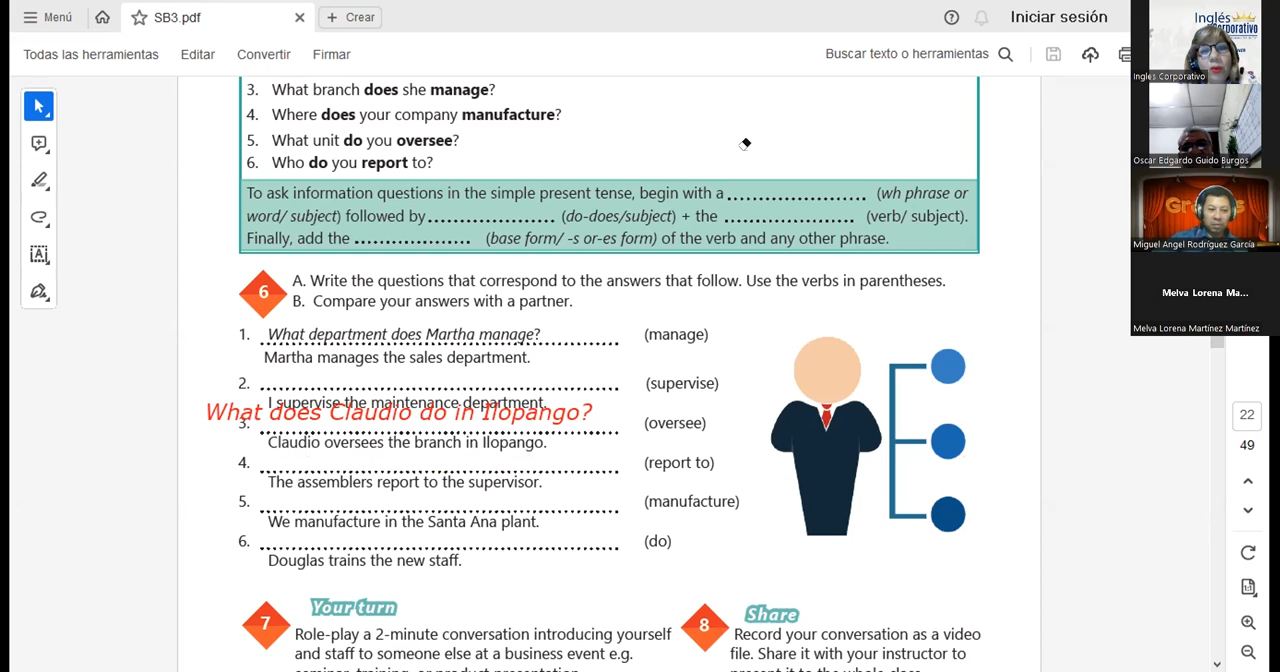 Menú
SB3.pdf
Crear
Iniciar sesión
Todas las herramientas Editar Convertir Firmar
Buscar texto o herramientas
3. What branch does she manage?
4. Where does your company manufacture?
5. What unit do you oversee?
6. Who do you report to?
To ask information questions in the simple present tense, begin with a ..................... (wh phrase or
word/ subject) followed by................... (do-does/subject) + the ................... (verb/ subject).
Finally, add the ................. (base form/ -s or-es form) of the verb and any other phrase.
6 A. Write the questions that correspond to the answers that follow. Use the verbs in parentheses.
B. Compare your answers with a partner.
1. What department does Martha manage? (manage)
Martha manages the sales department.
2. (supervise)
I supervise the maintenance department.
What does Claudio do in Ilopango?
3. (oversee)
Claudio oversees the branch in Ilopango.
4. (report to)
The assemblers report to the supervisor.
5. (manufacture)
We manufacture in the Santa Ana plant.
6. (do)
Douglas trains the new staff.
7 Your turn
Role-play a 2-minute conversation introducing yourself
and staff to someone else at a business event e.g.
8 Share
Record your conversation as a video
file. Share it with your instructor to
22
49
Inglés
Corporativo
Ingles Corporativo
Oscar Edgardo Guido Burgos
Miguel Angel Rodríguez García
Melva Lorena Ma...
Melva Lorena Martínez Martínez